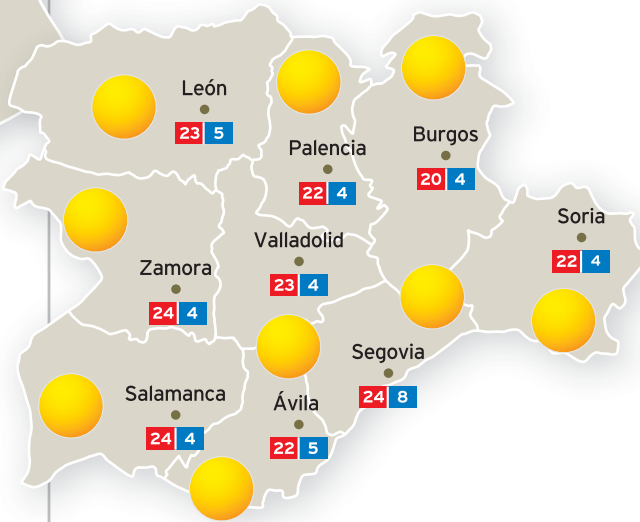 León
23 5
Palencia
22 4
Burgos
20 4
Soria
22 4
Valladolid
23 4
Zamora
24 4
Segovia
24 8
Salamanca
24 4
Ávila
22 5